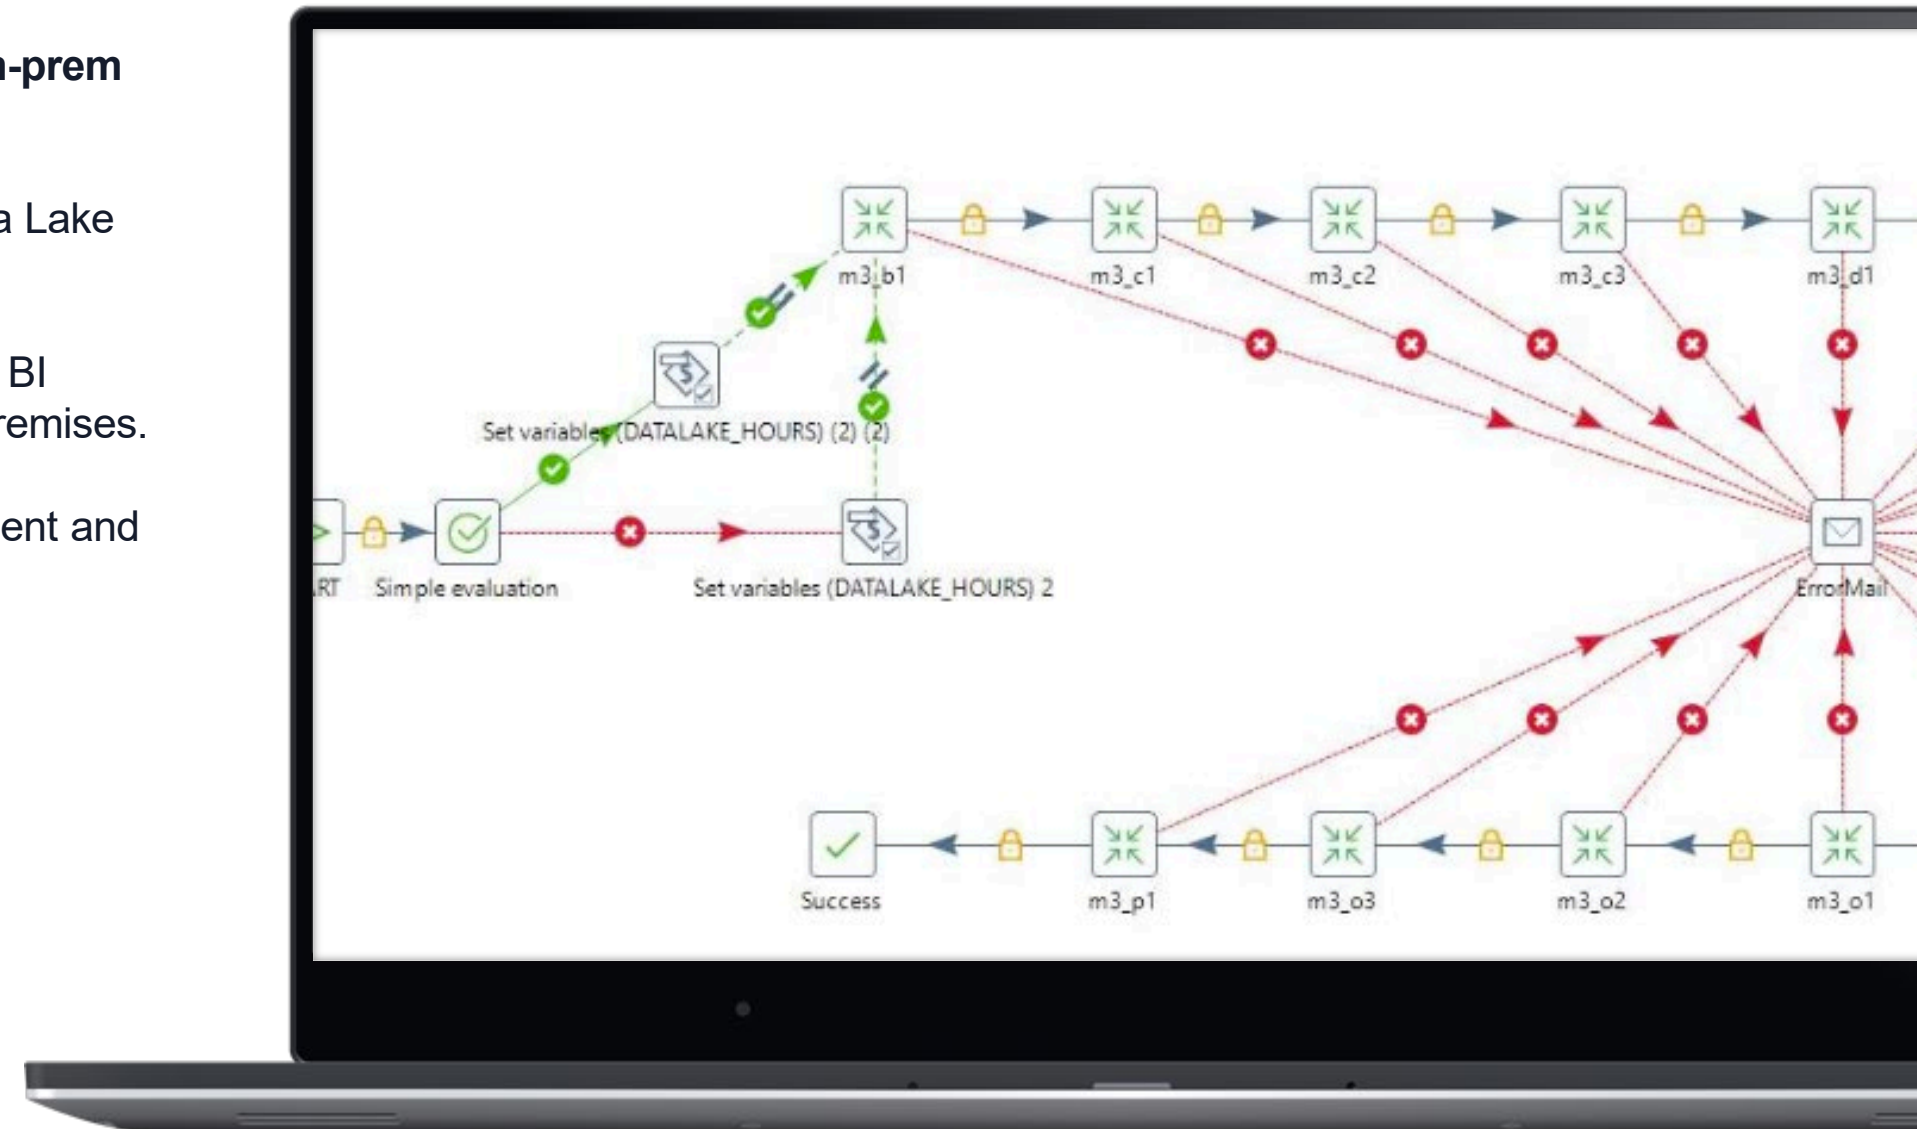 n-prem
a Lake
BI
remises.
ent and
m3_b1
m3_c1
m3_c2
m3_c3
m3_d1
Set variables (DATALAKE_HOURS) (2) (2)
ART
Simple evaluation
Set variables (DATALAKE_HOURS) 2
ErrorMail
Success
m3_p1
m3_o3
m3_o2
m3_o1